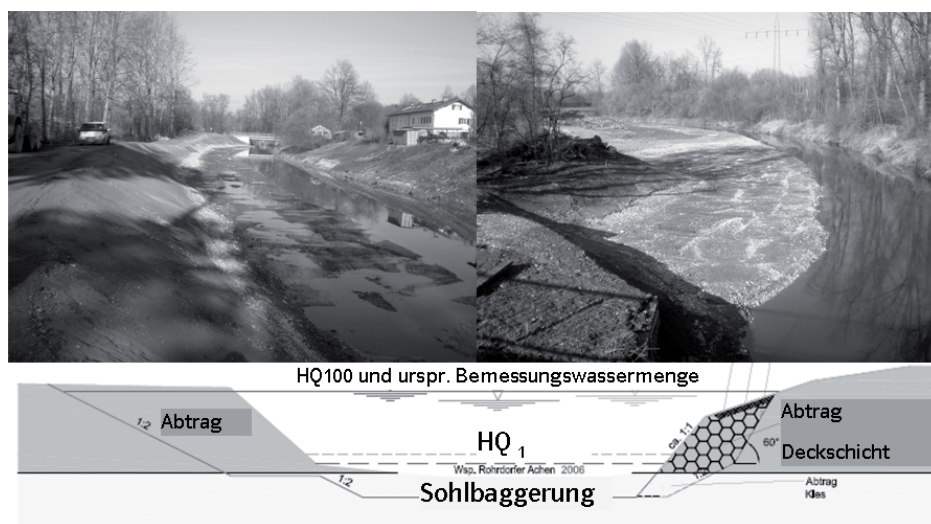 HQ100 und urspr. Bemessungswassermenge
1:2 Abtrag
ca. 1:1
Abtrag
HQ 1
60°
Deckschicht
Wsp. Rohrdorfer Achen 2006
1:2
Sohlbaggerung
Abtrag
Kies